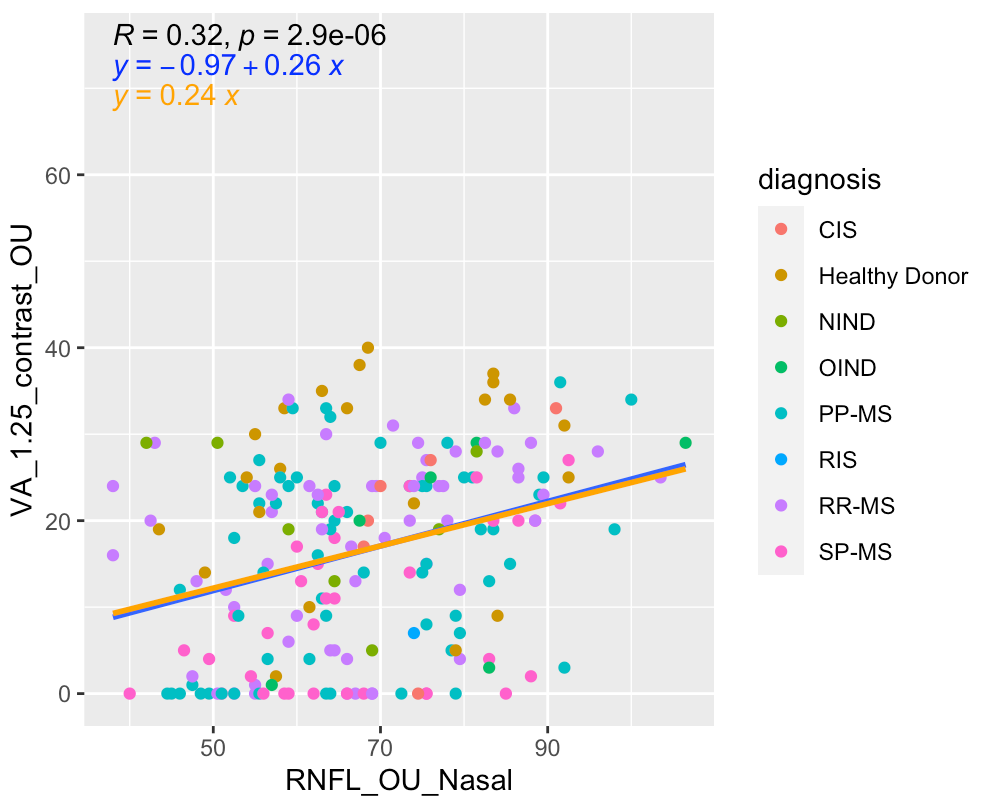 R = 0.32, p = 2.9e-06
y = −0.97 + 0.26 x
y = 0.24 x
VA_1.25_contrast_OU
60
40
20
0
50 70 90
RNFL_OU_Nasal
diagnosis
CIS
Healthy Donor
NIND
OIND
PP-MS
RIS
RR-MS
SP-MS